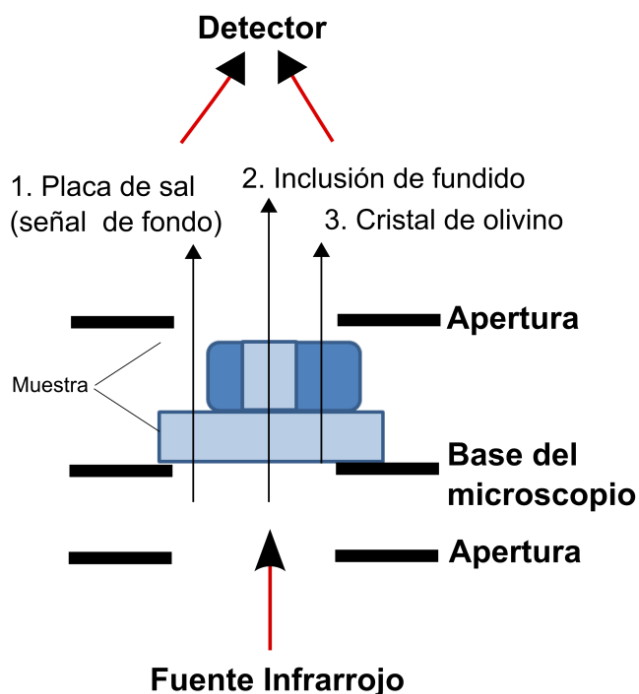 Detector
1. Placa de sal
(señal de fondo)
2. Inclusión de fundido
3. Cristal de olivino
Apertura
Muestra
Base del
microscopio
Apertura
Fuente Infrarrojo